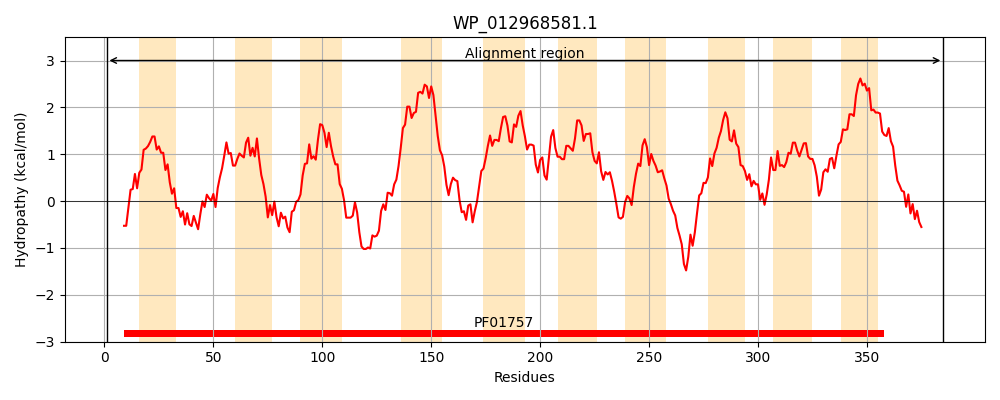 WP_012968581.1
Alignment region
3
2
1
0
−1
−2
−3
Hydropathy (kcal/mol)
PF01757
0 50 100 150 200 250 300 350
Residues